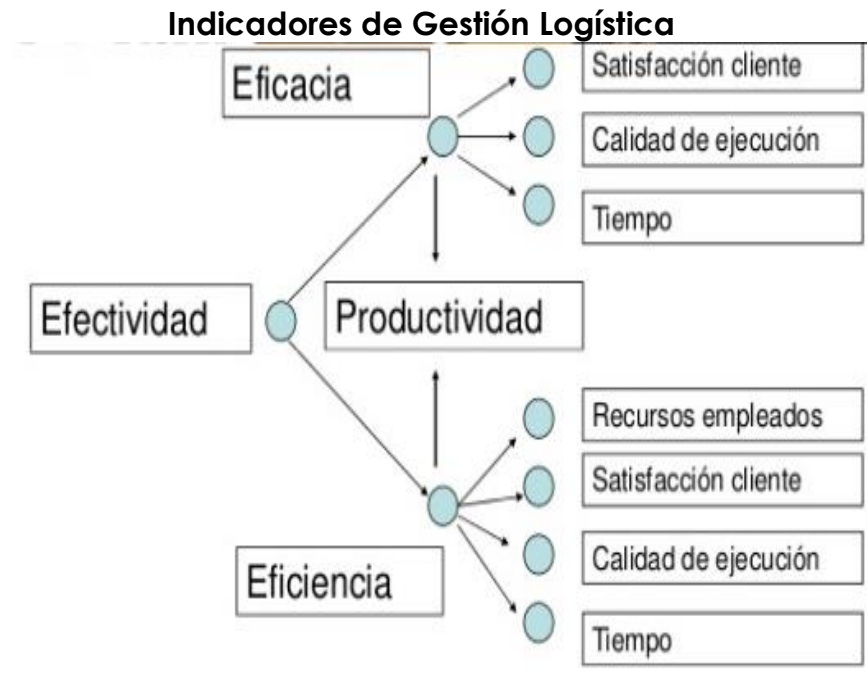 Indicadores de Gestión Logística
Eficacia
Satisfacción cliente
Calidad de ejecución
Tiempo
Efectividad
Productividad
Recursos empleados
Satisfacción cliente
Calidad de ejecución
Eficiencia
Tiempo